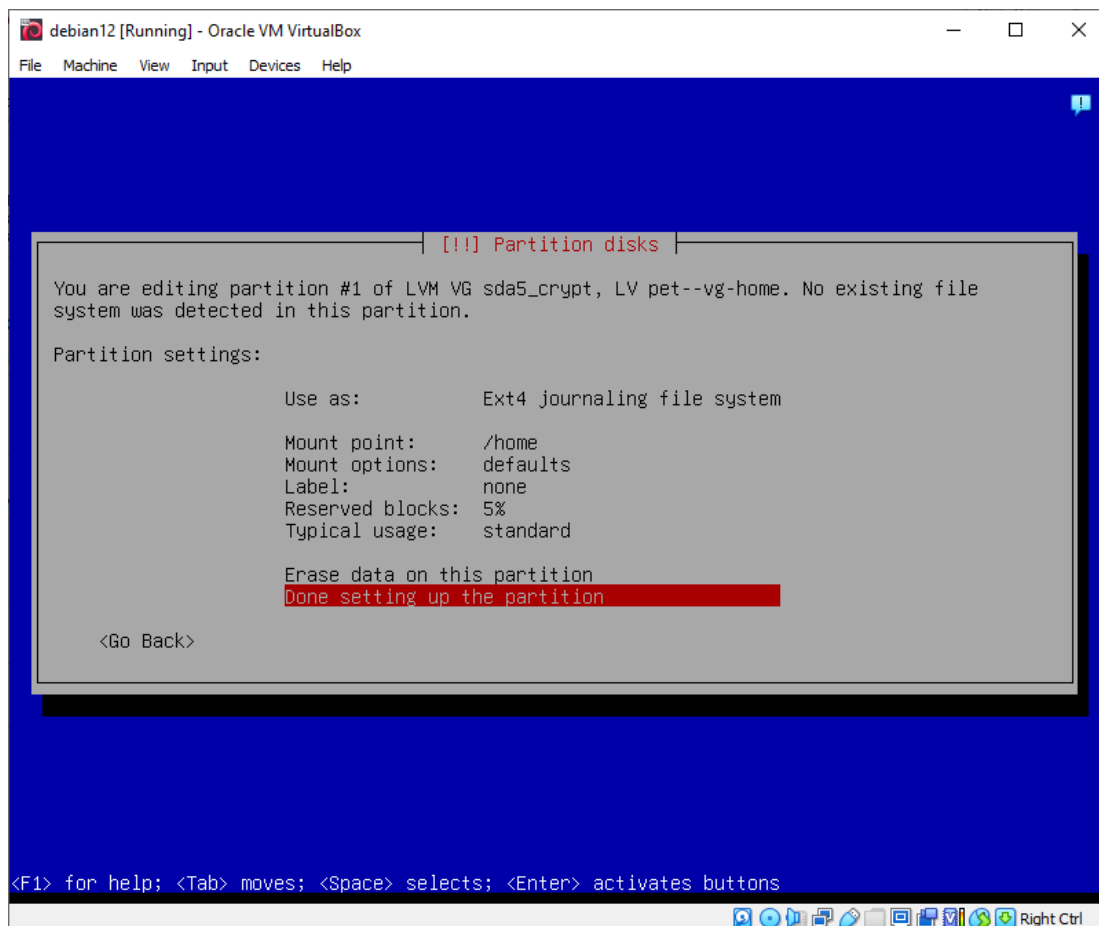 debian12 [Running] - Oracle VM VirtualBox
File Machine View Input Devices Help
[!!] Partition disks
You are editing partition #1 of LVM VG sda5_crypt, LV pet--vg-home. No existing file
system was detected in this partition.
Partition settings:
Use as: Ext4 journaling file system
Mount point: /home
Mount options: defaults
Label: none
Reserved blocks: 5%
Typical usage: standard
Erase data on this partition
Done setting up the partition
<Go Back>
<F1> for help; <Tab> moves; <Space> selects; <Enter> activates buttons
Right Ctrl